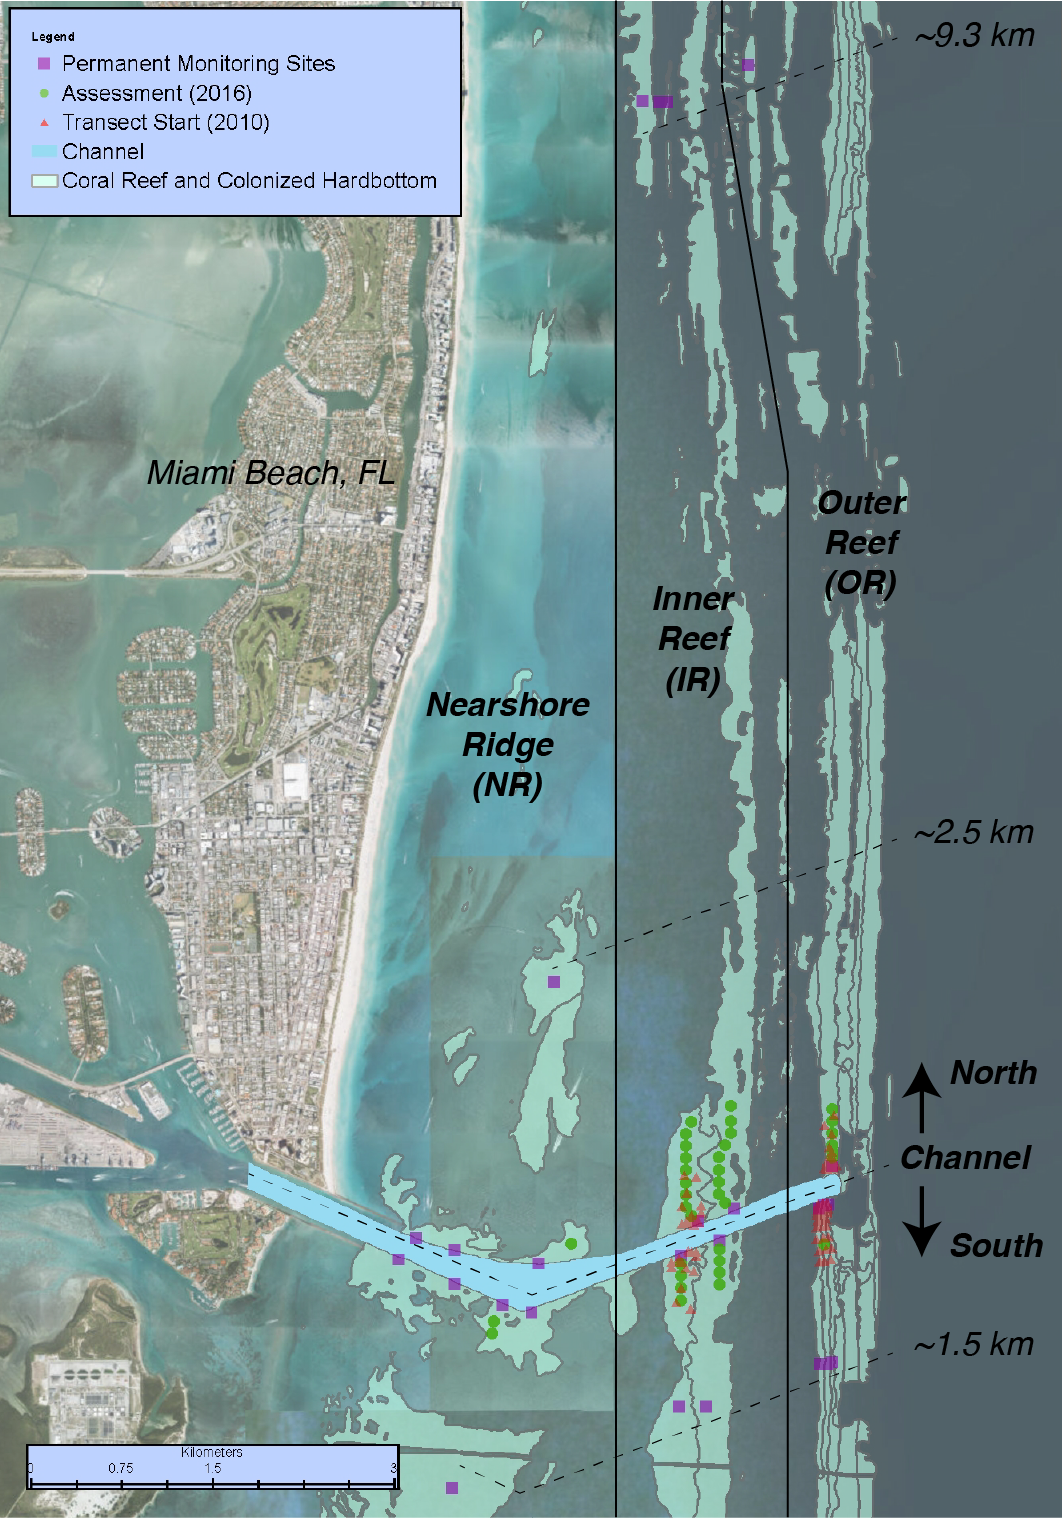 Legend
Permanent Monitoring Sites
Assessment (2016)
Transect Start (2010)
Channel
Coral Reef and Colonized Hardbottom
~9.3 km
Miami Beach, FL
Outer
Reef
(OR)
Inner
Reef
(IR)
Nearshore
Ridge
(NR)
~2.5 km
North
Channel
South
~1.5 km
Kilometers
0 0.75 1.5 3